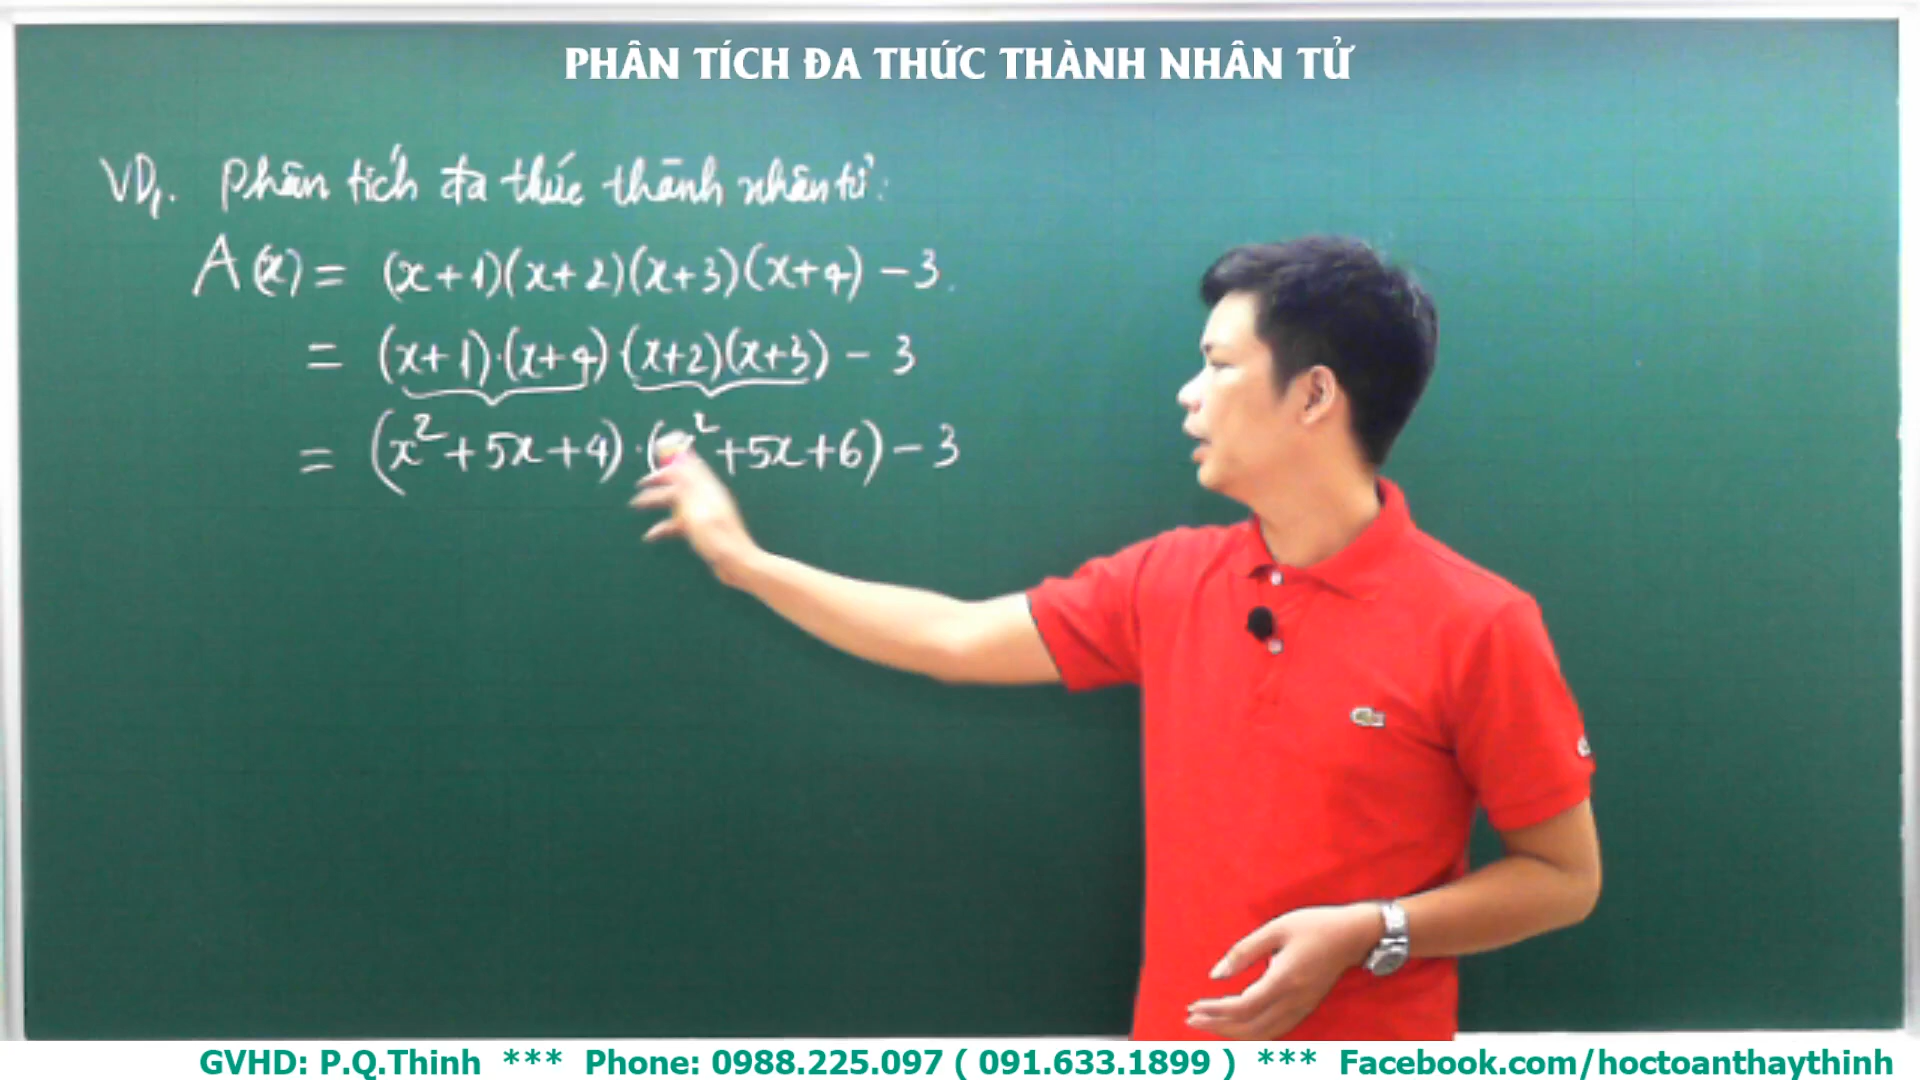 PHÂN TÍCH ĐA THỨC THÀNH NHÂN TỬ
VD1. Phân tích đa thức thành nhân tử:
A(x) = (x+1)(x+2)(x+3)(x+4) - 3.
= (x+1)·(x+4)·(x+2)(x+3) - 3
= (x²+5x+4)·(x²+5x+6) - 3
GVHD: P.Q.Thinh *** Phone: 0988.225.097 ( 091.633.1899 ) *** Facebook.com/hoctoanthaythinh